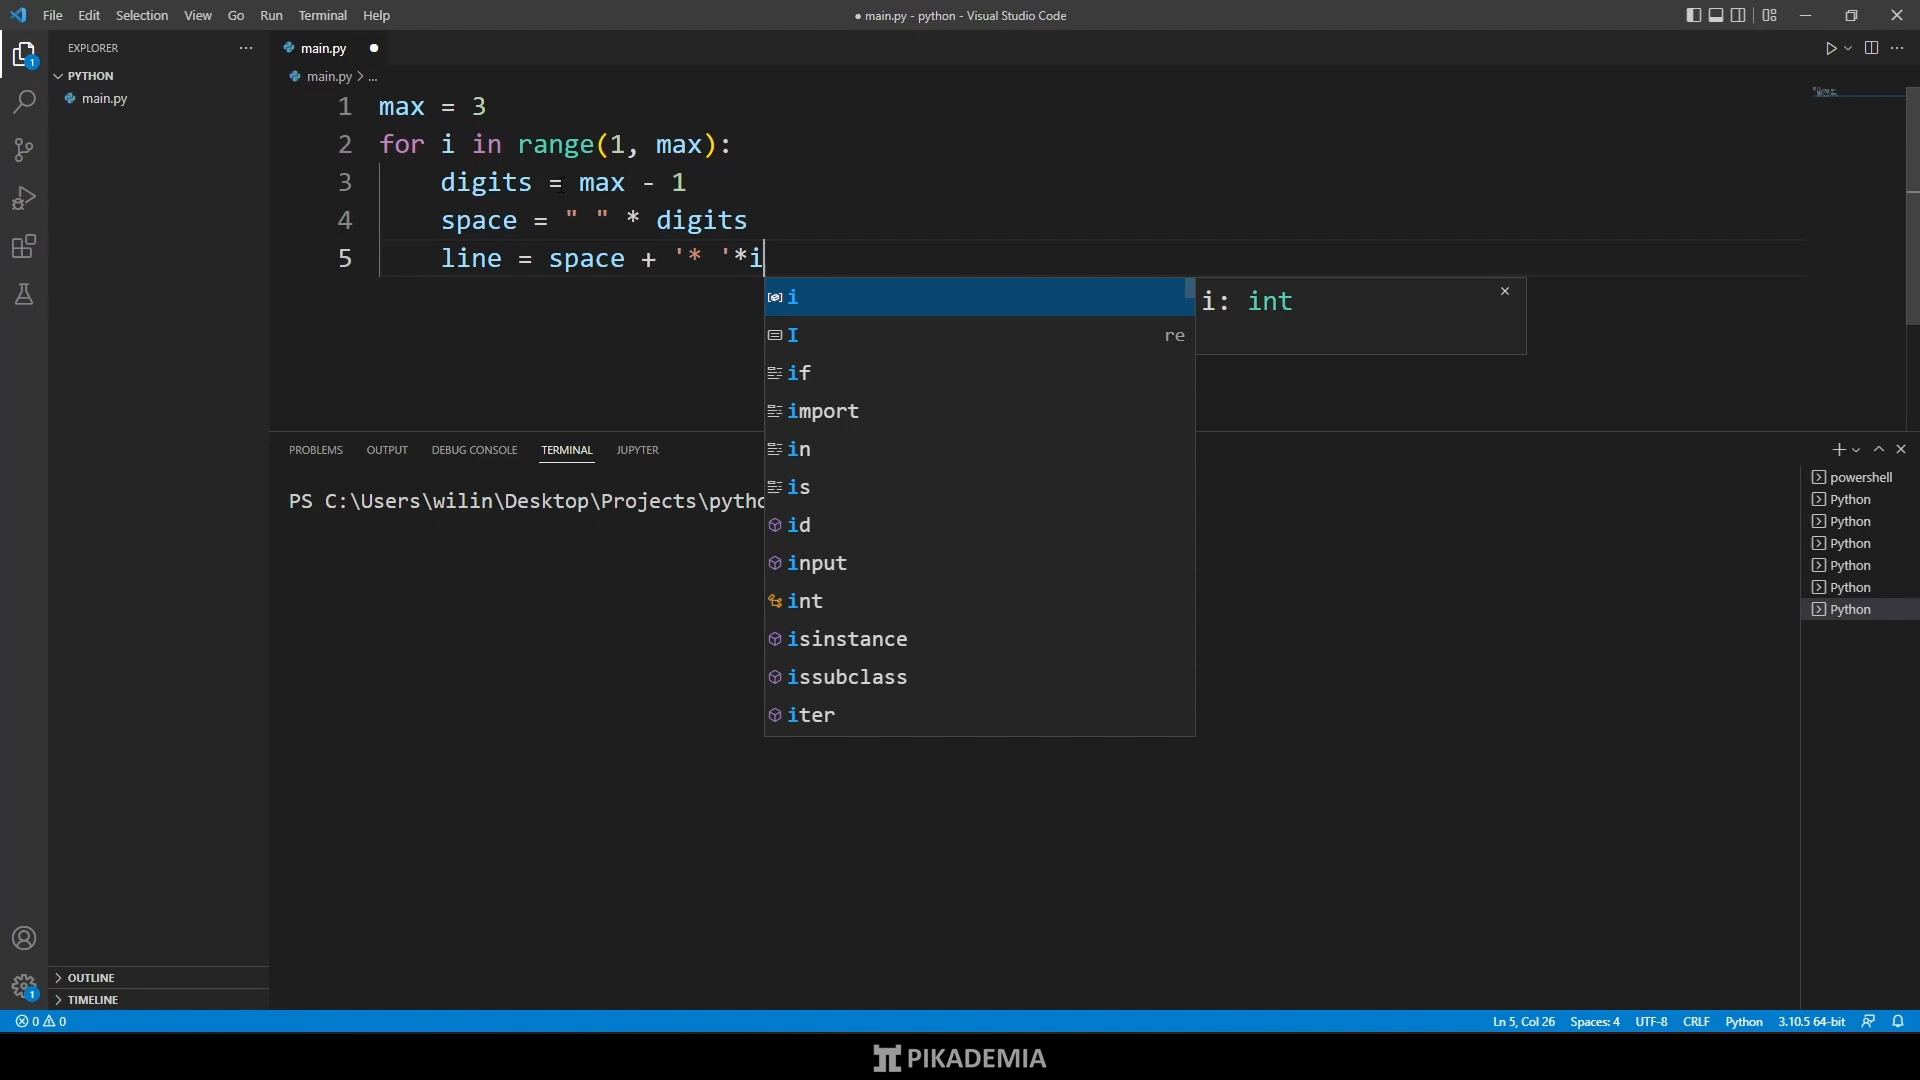 File Edit Selection View Go Run Terminal Help
● main.py - python - Visual Studio Code
EXPLORER
PYTHON
main.py
OUTLINE
TIMELINE
main.py
main.py > ...
1 max = 3
2 for i in range(1, max):
3 digits = max - 1
4 space = " " * digits
5 line = space + '* '*i
i
I re
if
import
in
is
id
input
int
isinstance
issubclass
iter
i: int
PROBLEMS OUTPUT DEBUG CONSOLE TERMINAL JUPYTER
PS C:\Users\wilin\Desktop\Projects\pytho
powershell
Python
Python
Python
Python
Python
Python
1
1
0 0
Ln 5, Col 26 Spaces: 4 UTF-8 CRLF Python 3.10.5 64-bit
PIKADEMIA